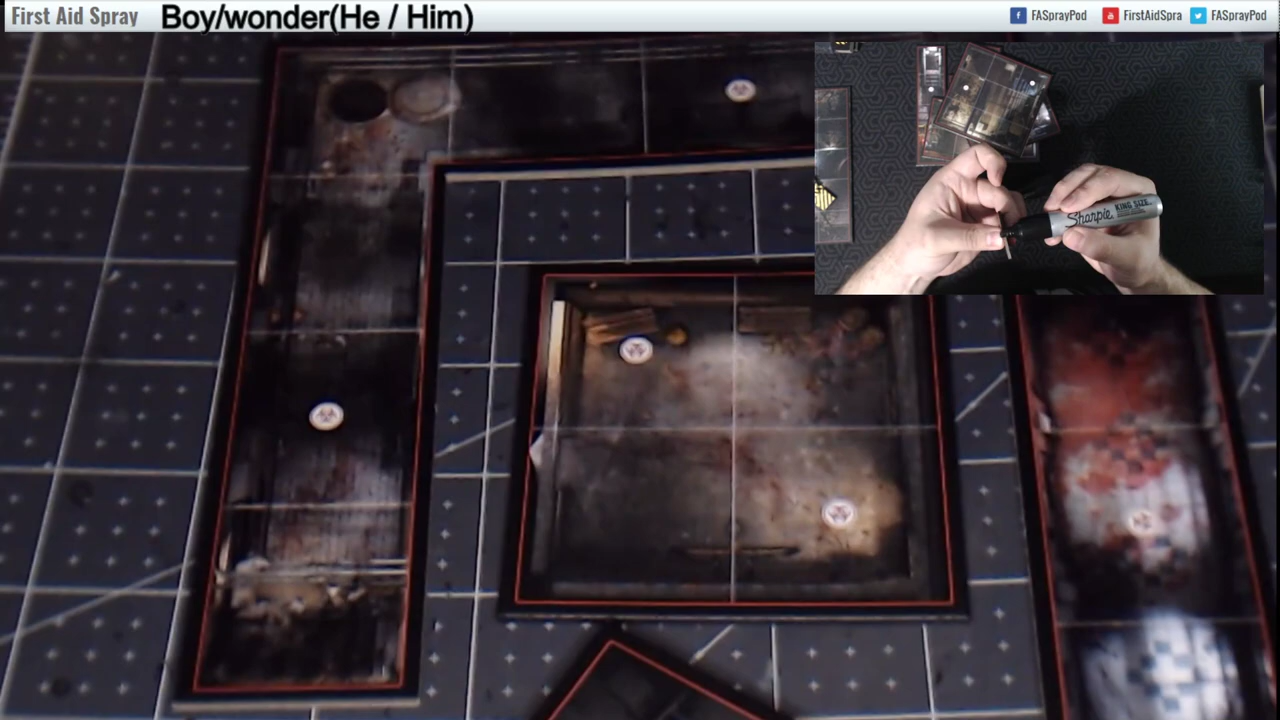 First Aid Spray
Boy/wonder(He / Him)
FASprayPod
FirstAidSpra
FASprayPod
Sharpie KING SIZE